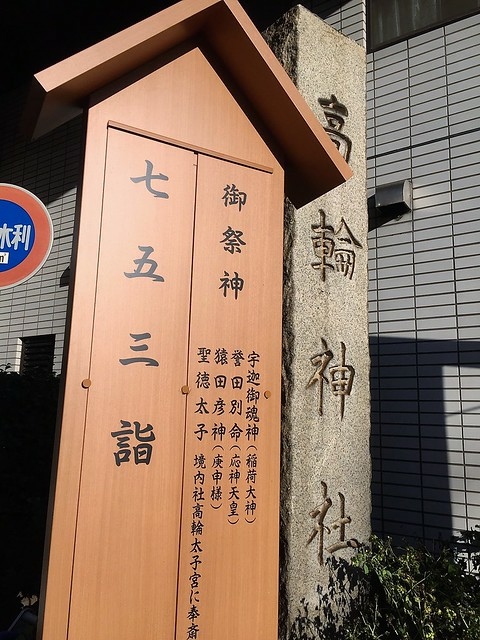 高輪神社
御祭神
宇迦御魂神(稲荷大神)
誉田別命(応神天皇)
猿田彦神(庚申様)
聖徳太子 境内社高輪太子宮に奉斎
七五三詣
水利